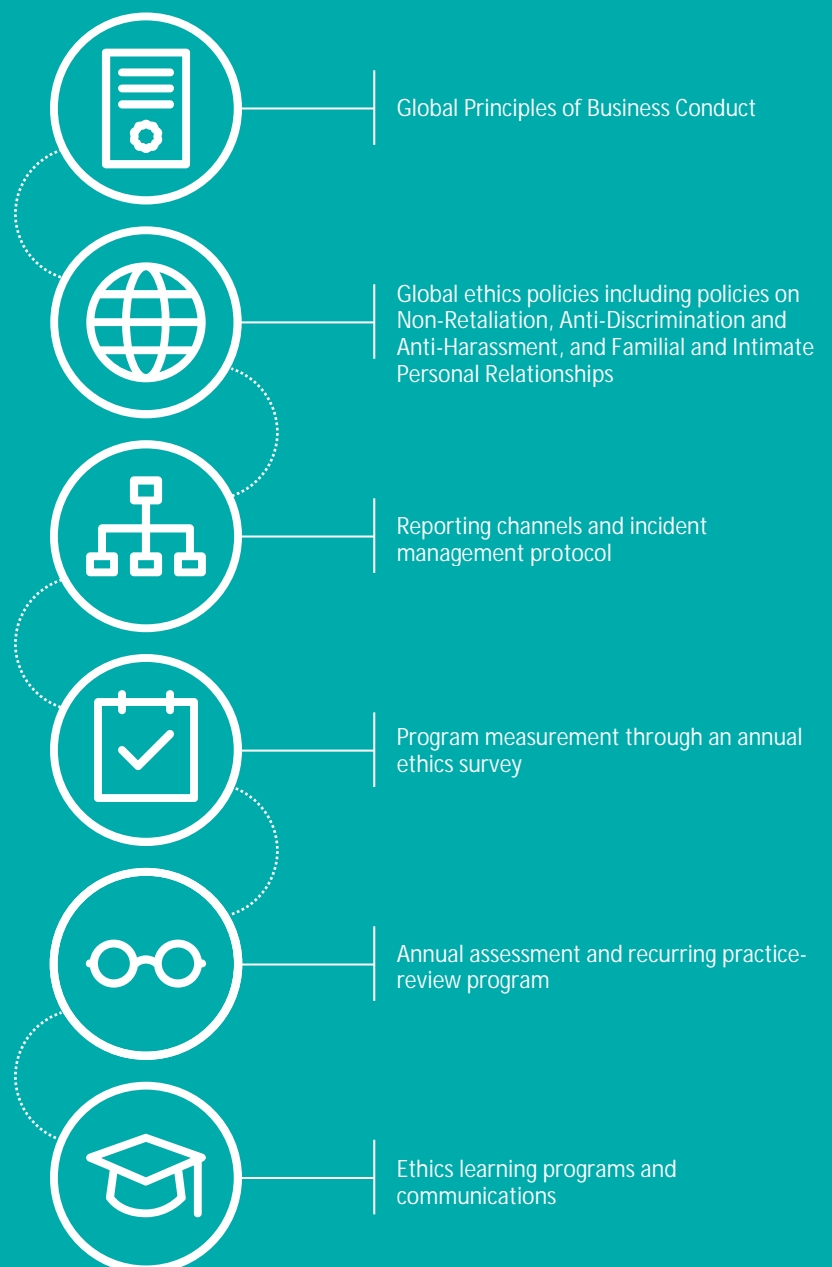 Global Principles of Business Conduct
Global ethics policies including policies on
Non-Retaliation, Anti-Discrimination and
Anti-Harassment, and Familial and Intimate
Personal Relationships
Reporting channels and incident
management protocol
Program measurement through an annual
ethics survey
Annual assessment and recurring practice-
review program
Ethics learning programs and
communications